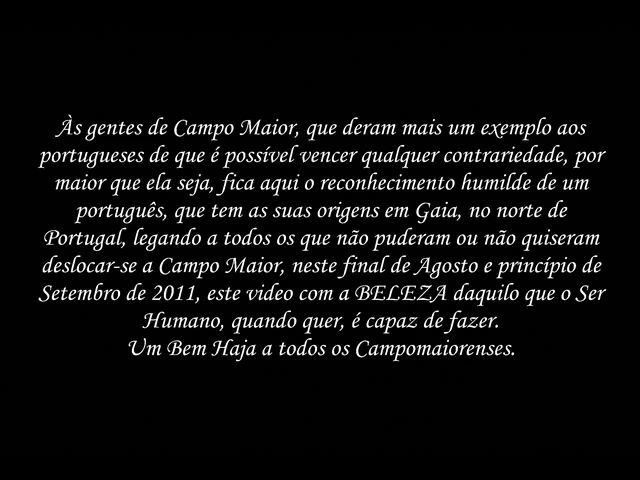 Às gentes de Campo Maior, que deram mais um exemplo aos
portugueses de que é possível vencer qualquer contrariedade, por
maior que ela seja, fica aqui o reconhecimento humilde de um
português, que tem as suas origens em Gaia, no norte de
Portugal, legando a todos os que não puderam ou não quiseram
deslocar-se a Campo Maior, neste final de Agosto e princípio de
Setembro de 2011, este video com a BELEZA daquilo que o Ser
Humano, quando quer, é capaz de fazer.
Um Bem Haja a todos os Campomaiorenses.